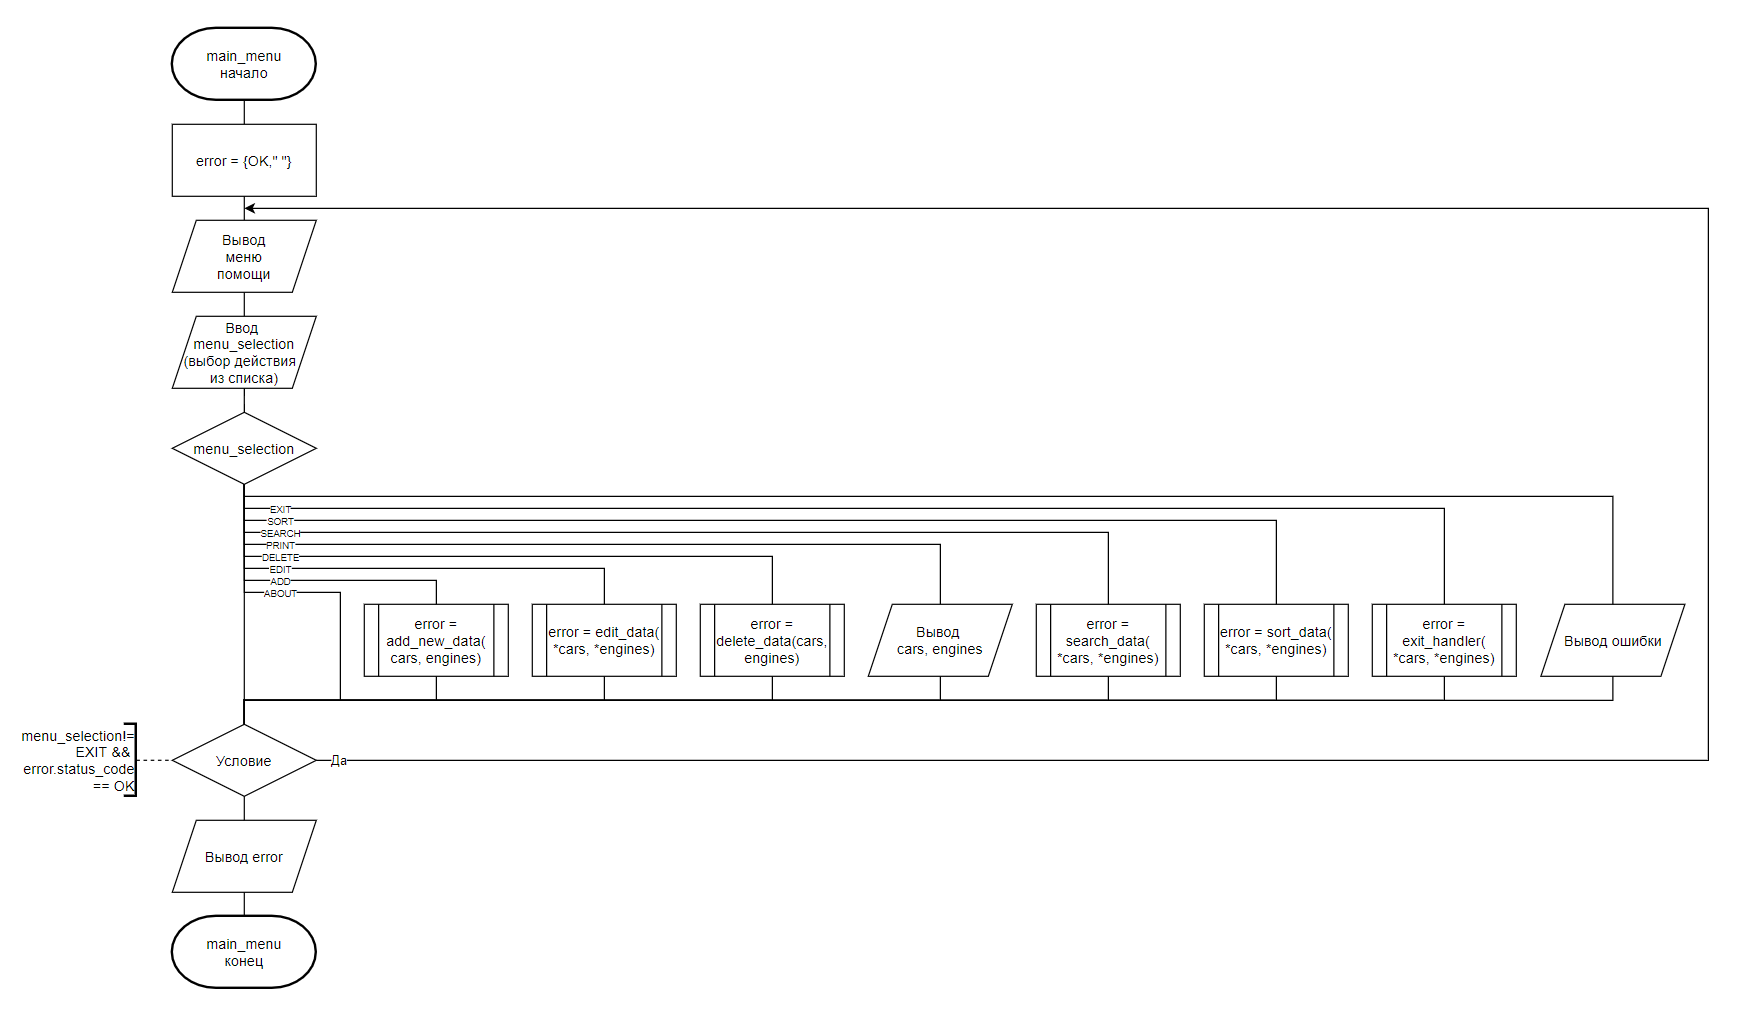 main_menu
начало
error = {OK," "}
Вывод
меню
помощи
Ввод
menu_selection
(выбор действия
из списка)
menu_selection
EXIT
SORT
SEARCH
PRINT
DELETE
EDIT
ADD
ABOUT
error =
add_new_data(
cars, engines)
error = edit_data(
*cars, *engines)
error =
delete_data(cars,
engines)
Вывод
cars, engines
error =
search_data(
*cars, *engines)
error = sort_data(
*cars, *engines)
error =
exit_handler(
*cars, *engines)
Вывод ошибки
menu_selection!=
EXIT &&
error.status_code
== OK
Условие
Да
Вывод error
main_menu
конец